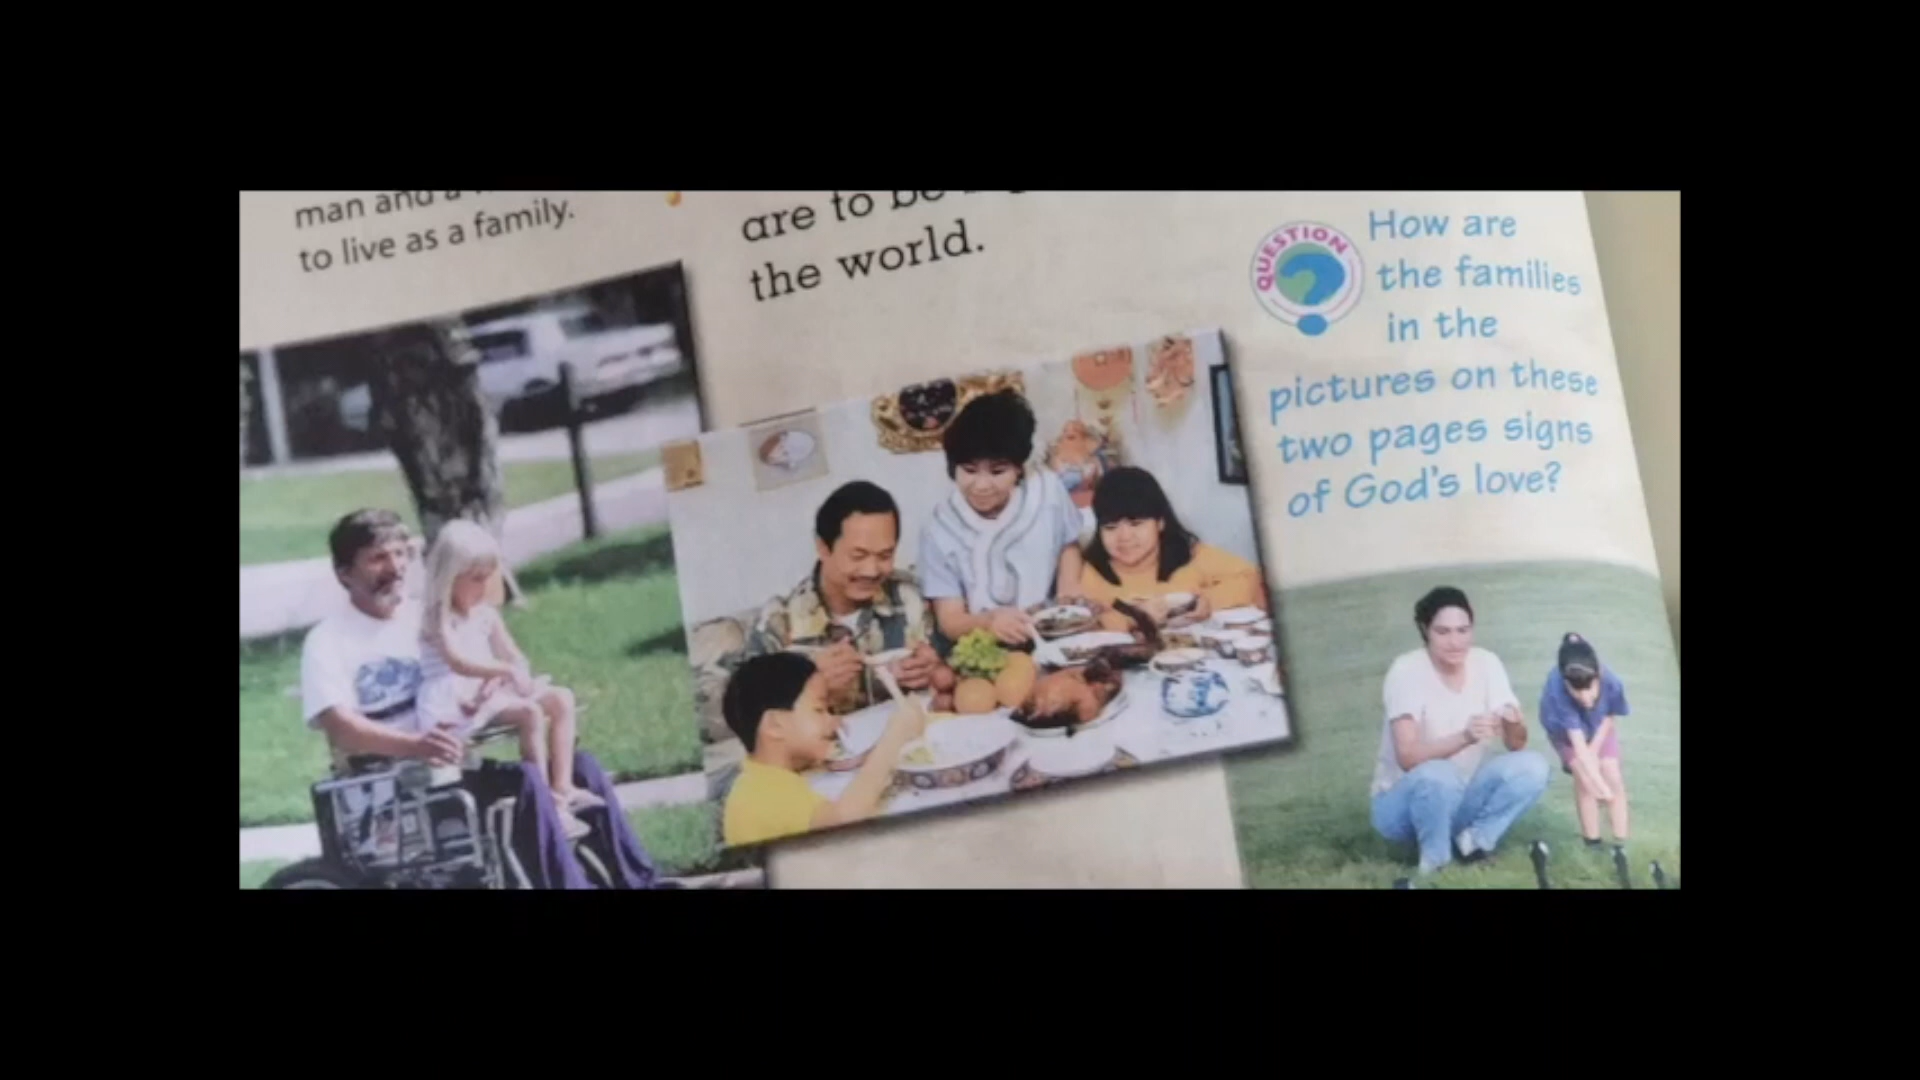 man and a
to live as a family.
are to be
the world.
QUESTION
How are
the families
in the
pictures on these
two pages signs
of God's love?